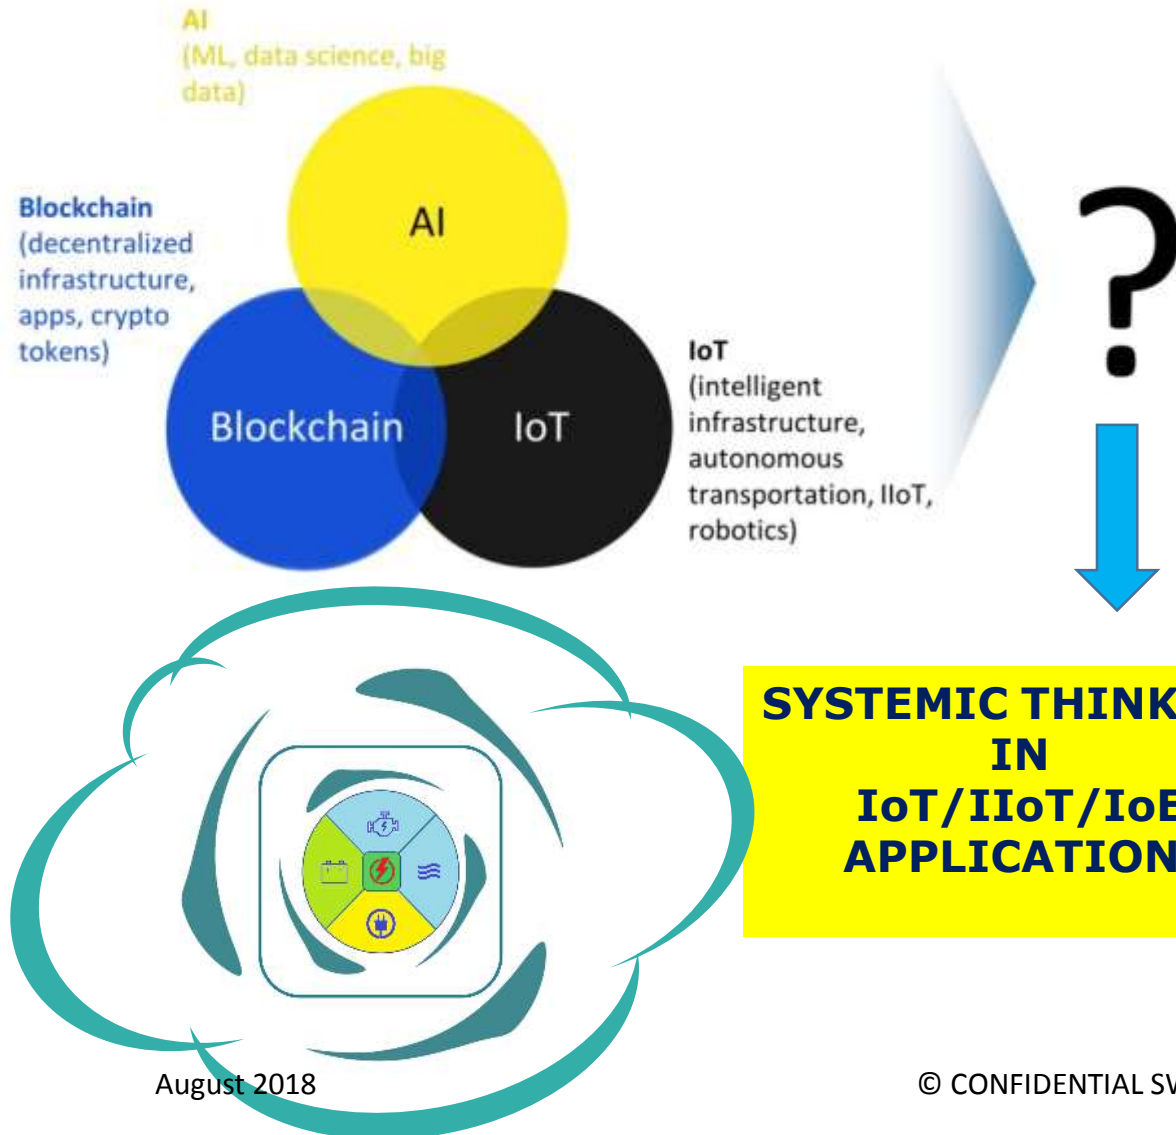 AI
(ML, data science, big
data)
AI
Blockchain
(decentralized
infrastructure,
apps, crypto
tokens)
Blockchain
IoT
IoT
(intelligent
infrastructure,
autonomous
transportation, IIoT,
robotics)
?
SYSTEMIC THINK
IN
IoT/IIoT/IoE
APPLICATION
August 2018
© CONFIDENTIAL SW